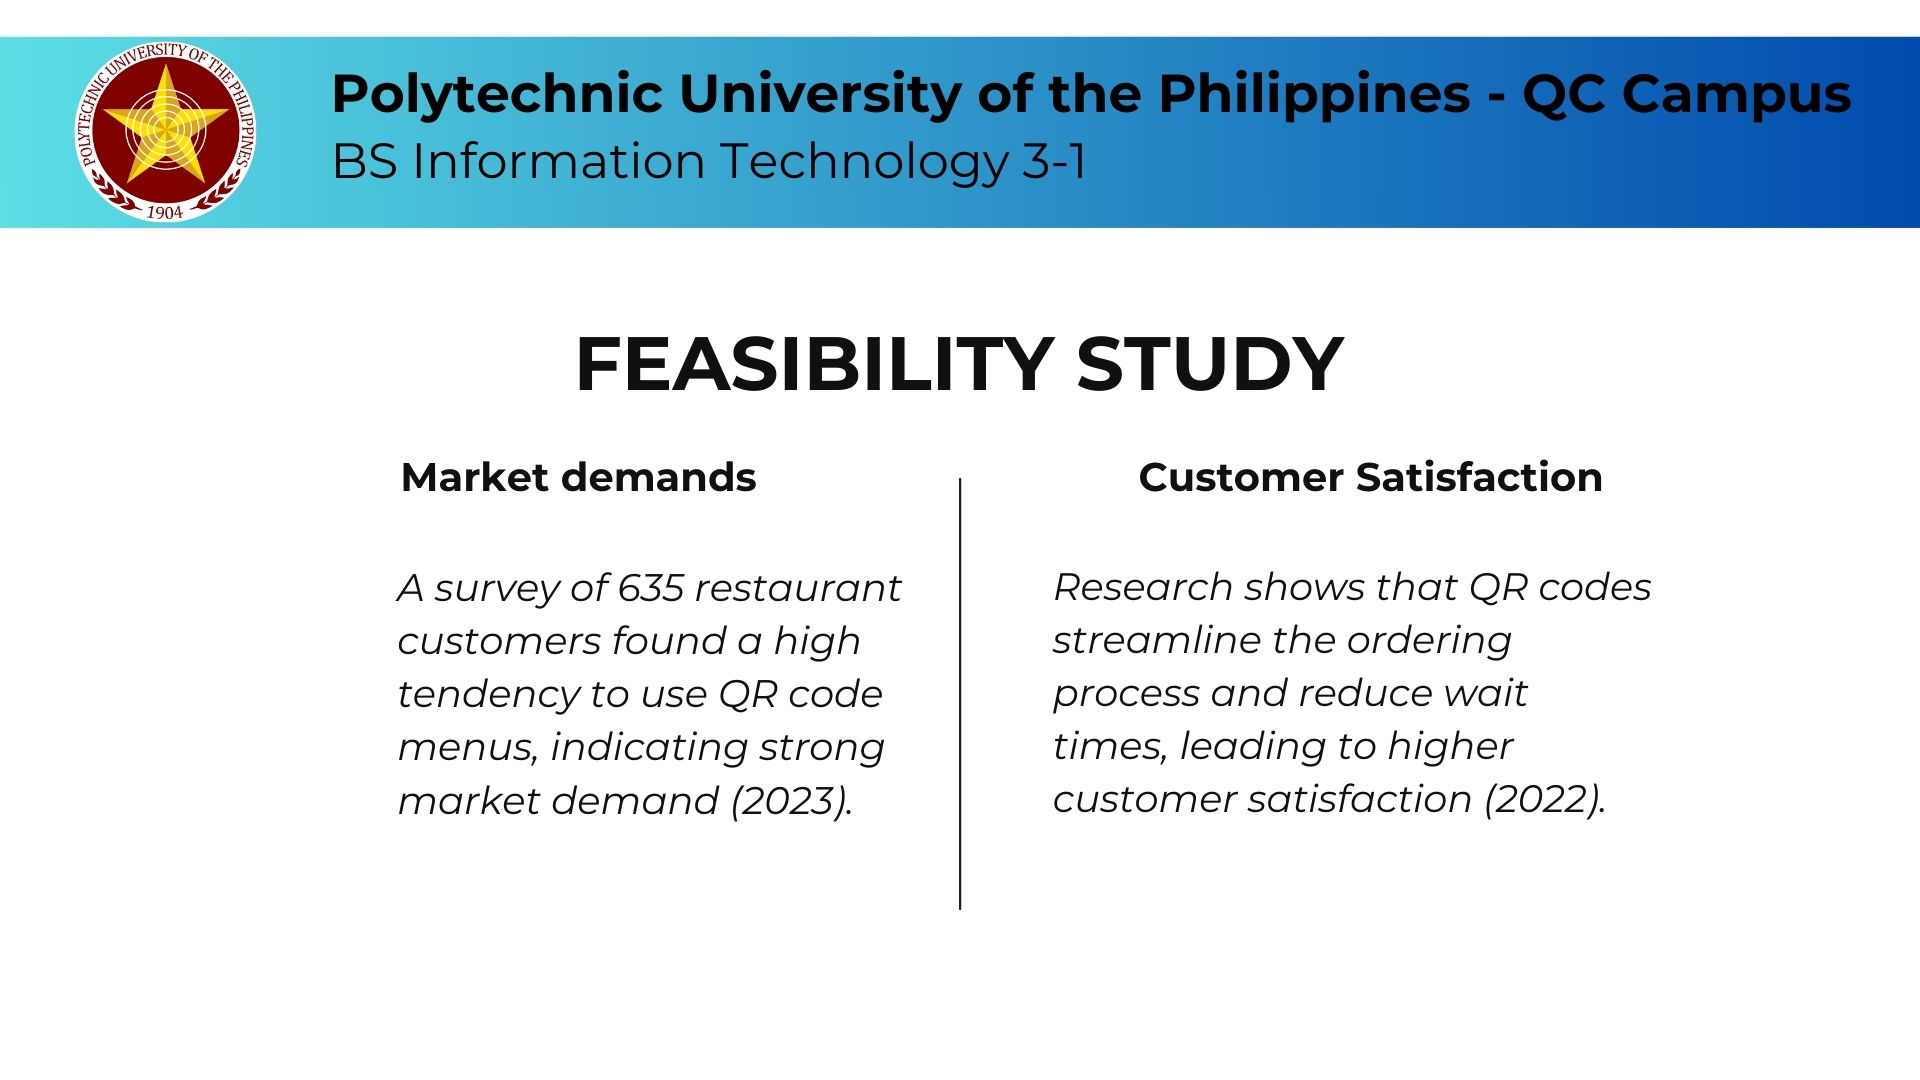 POLYTECHNIC UNIVERSITY OF THE PHILIPPINES
1904
Polytechnic University of the Philippines - QC Campus
BS Information Technology 3-1
FEASIBILITY STUDY
Market demands
A survey of 635 restaurant
customers found a high
tendency to use QR code
menus, indicating strong
market demand (2023).
Customer Satisfaction
Research shows that QR codes
streamline the ordering
process and reduce wait
times, leading to higher
customer satisfaction (2022).